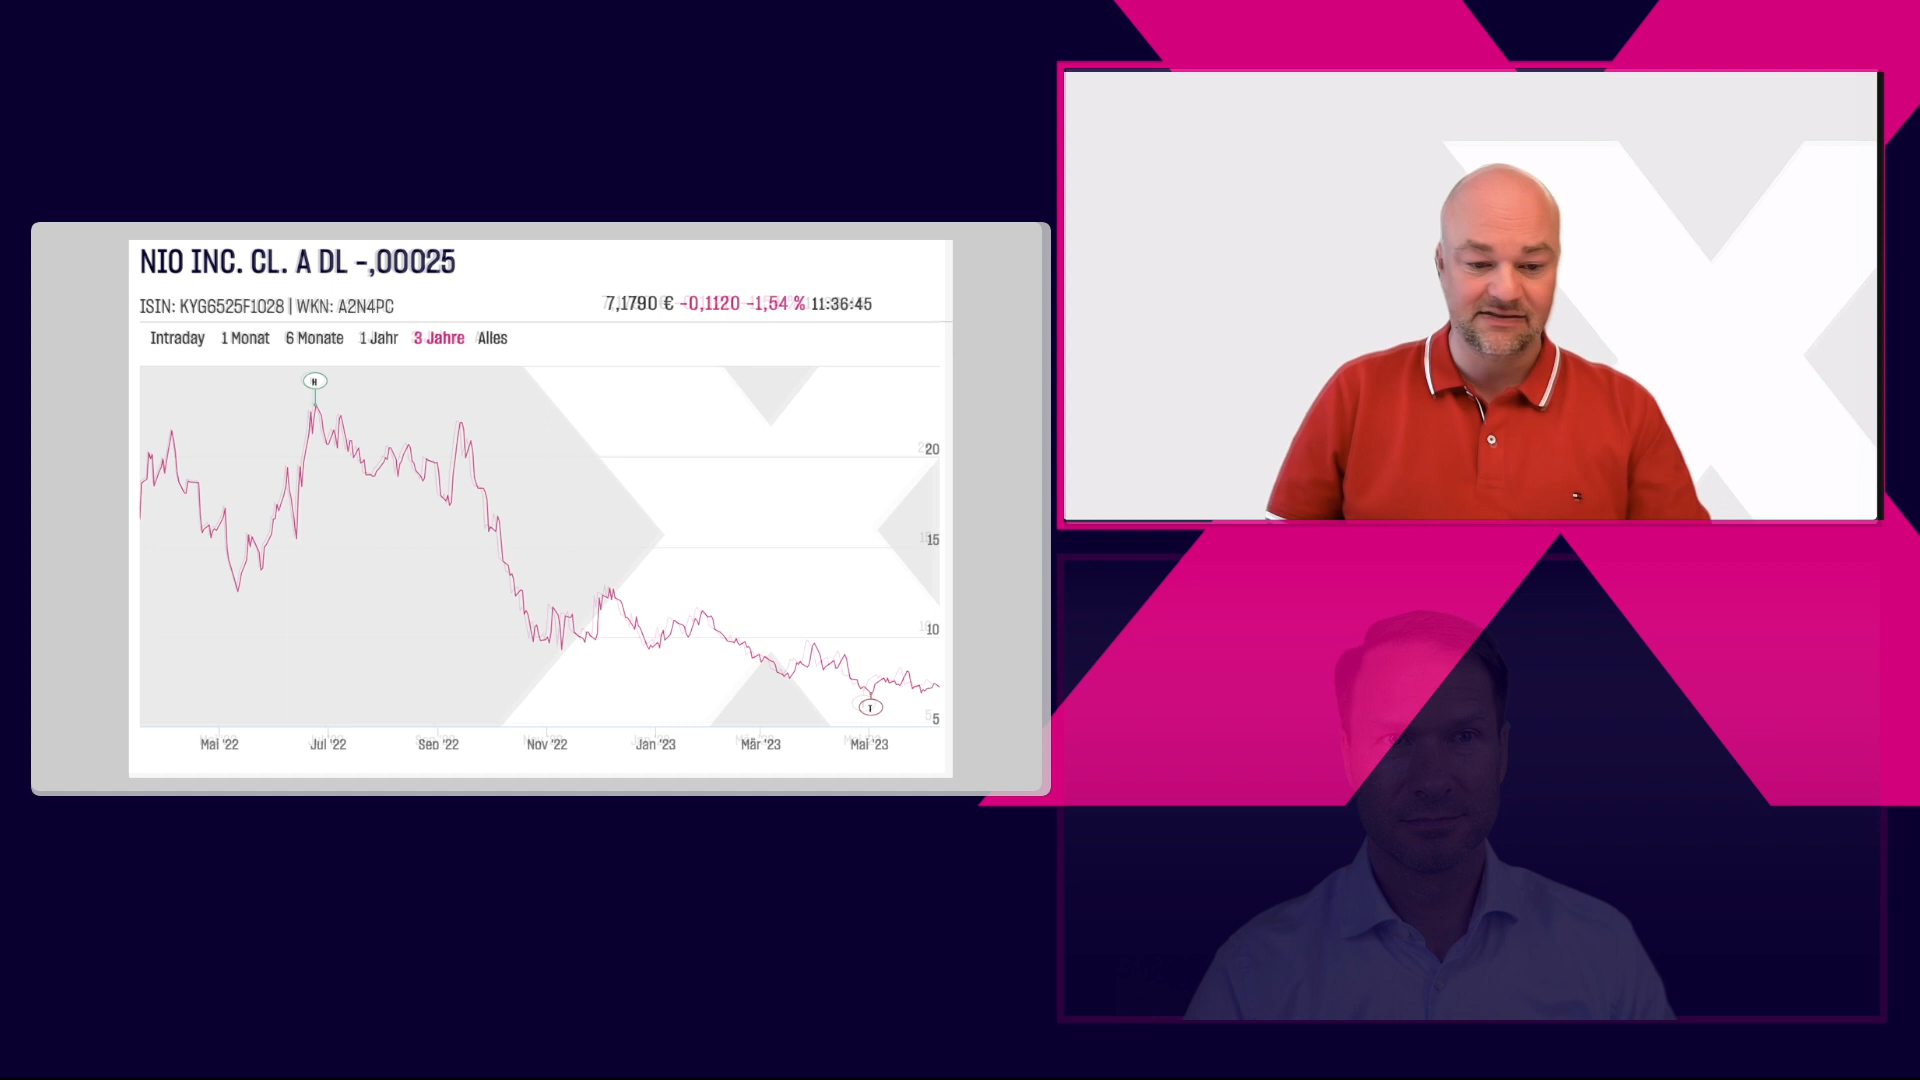 NIO INC. CL. A DL -,00025
ISIN: KYG6525F1028 | WKN: A2N4PC
7,1790 € -0,1120 -1,54 % 11:36:45
Intraday 1 Monat 6 Monate 1 Jahr 3 Jahre Alles
H
20
15
10
T
5
Mai '22 Jul '22 Sep '22 Nov '22 Jan '23 Mär '23 Mai '23